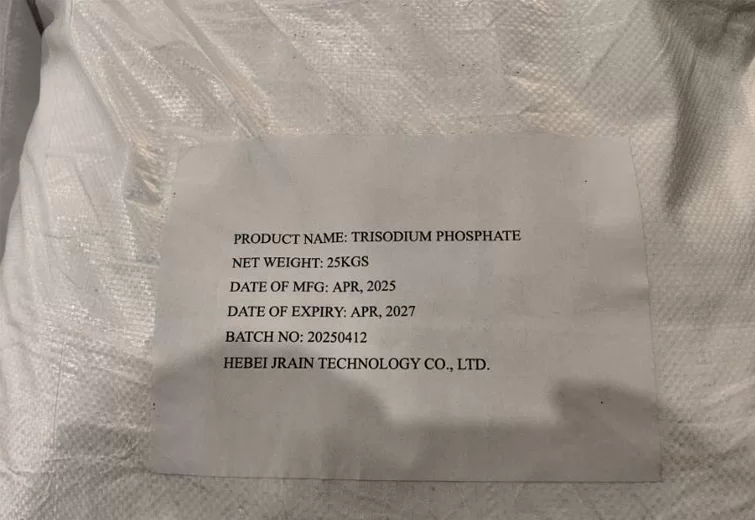 PRODUCT NAME: TRISODIUM PHOSPHATE
NET WEIGHT: 25KGS
DATE OF MFG: APR, 2025
DATE OF EXPIRY: APR, 2027
BATCH NO: 20250412
HEBEI JRAIN TECHNOLOGY CO., LTD.